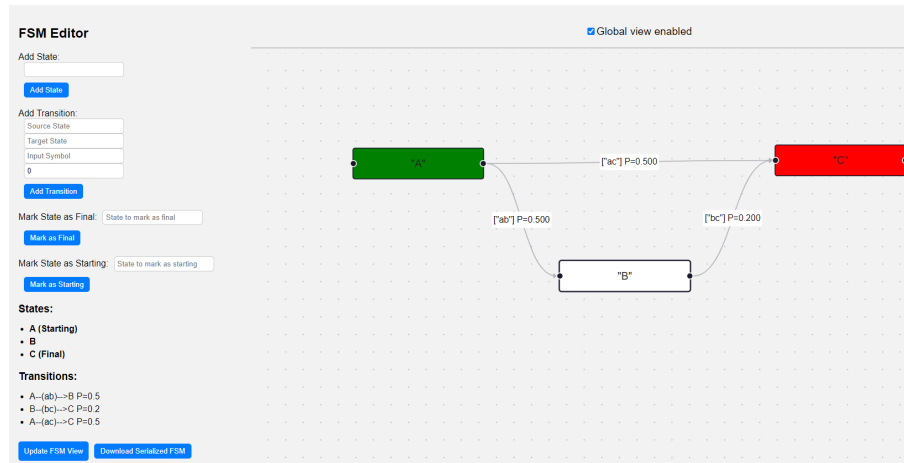 FSM Editor
Global view enabled
Add State:
Add State
Add Transition:
Source State
Target State
Input Symbol
0
Add Transition
Mark State as Final: State to mark as final
Mark as Final
Mark State as Starting: State to mark as starting
Mark as Starting
States:
• A (Starting)
• B
• C (Final)
Transitions:
• A--(ab)-->B P=0.5
• B--(bc)-->C P=0.2
• A--(ac)-->C P=0.5
Update FSM View Download Serialized FSM
"A"
["ac"] P=0.500
"C"
["ab"] P=0.500
["bc"] P=0.200
"B"